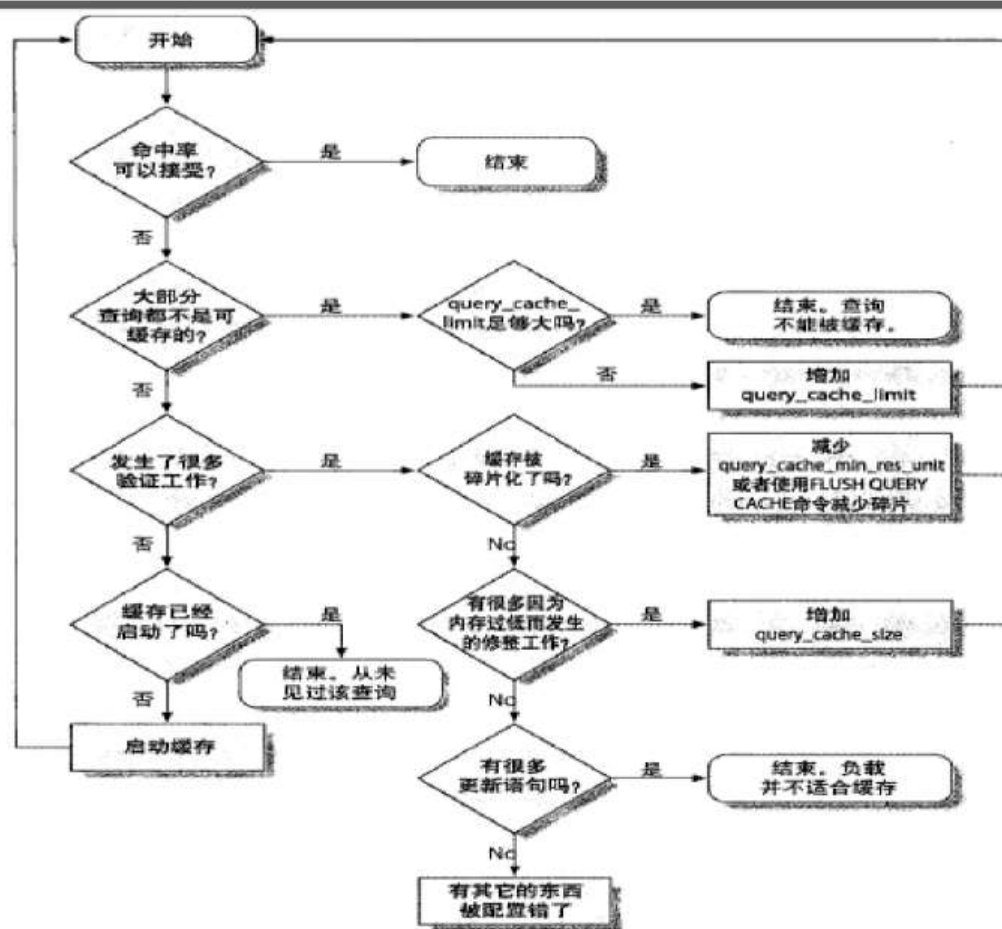 开始
命中率
可以接受?
是
结束
否
大部分
查询都不是可
缓存的?
是
query_cache_
limit足够大吗?
是
结束。查询
不能被缓存。
否
增加
query_cache_limit
否
发生了很多
验证工作?
是
缓存被
碎片化了吗?
是
减少
query_cache_min_res_unit
或者使用FLUSH QUERY
CACHE命令减少碎片
否
No
缓存已经
启动了吗?
是
结束。从未
见过该查询
有很多因为
内存过低而发生
的修整工作?
是
增加
query_cache_size
否
启动缓存
No
有很多
更新语句吗?
是
结束。负载
并不适合缓存
No
有其它的东西
被配置错了